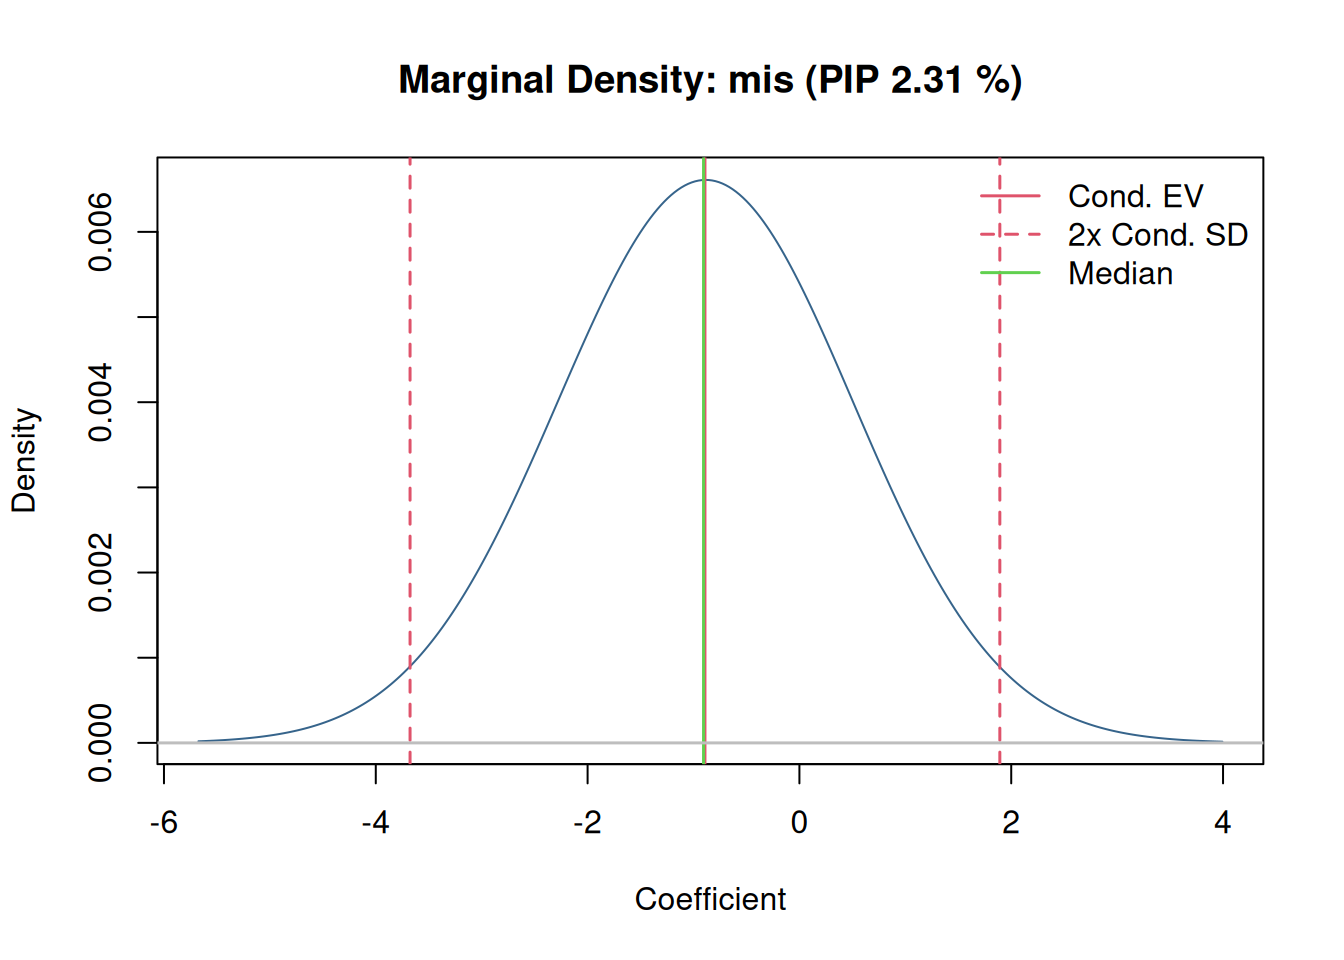 Marginal Density: mis (PIP 2.31 %)
Cond. EV
2x Cond. SD
Median
Density
0.006
0.004
0.002
0.000
-6
-4
-2
0
2
4
Coefficient